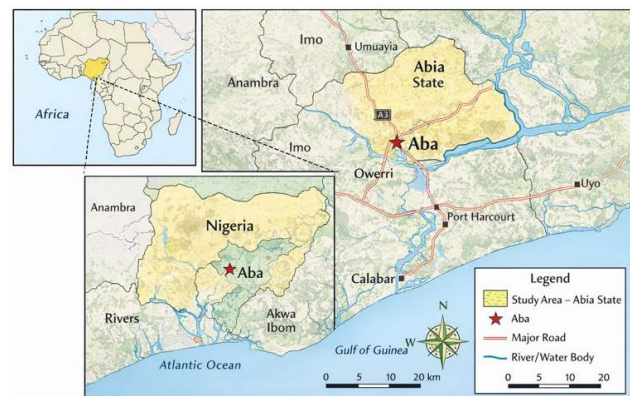 Africa
Imo
Umuayia
Anambra
Abia
State
A3
Imo
Aba
Owerri
Uyo
Port Harcourt
Calabar
Gulf of Guinea
N
W
0 10 20 20 km
Anambra
Nigeria
Aba
Rivers
Akwa
Ibom
Atlantic Ocean
Legend
Study Area – Abia State
Aba
Major Road
River/Water Body
0 10 20